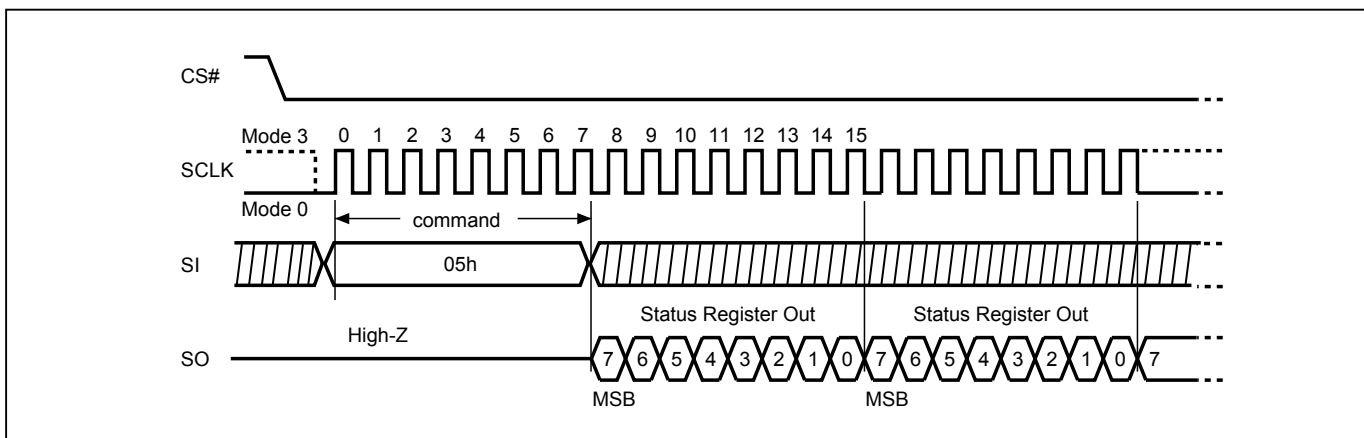 CS#
Mode 3 0 1 2 3 4 5 6 7 8 9 10 11 12 13 14 15
SCLK
Mode 0
command
SI 05h
Status Register Out Status Register Out
High-Z
SO 7 6 5 4 3 2 1 0 7 6 5 4 3 2 1 0 7
MSB MSB